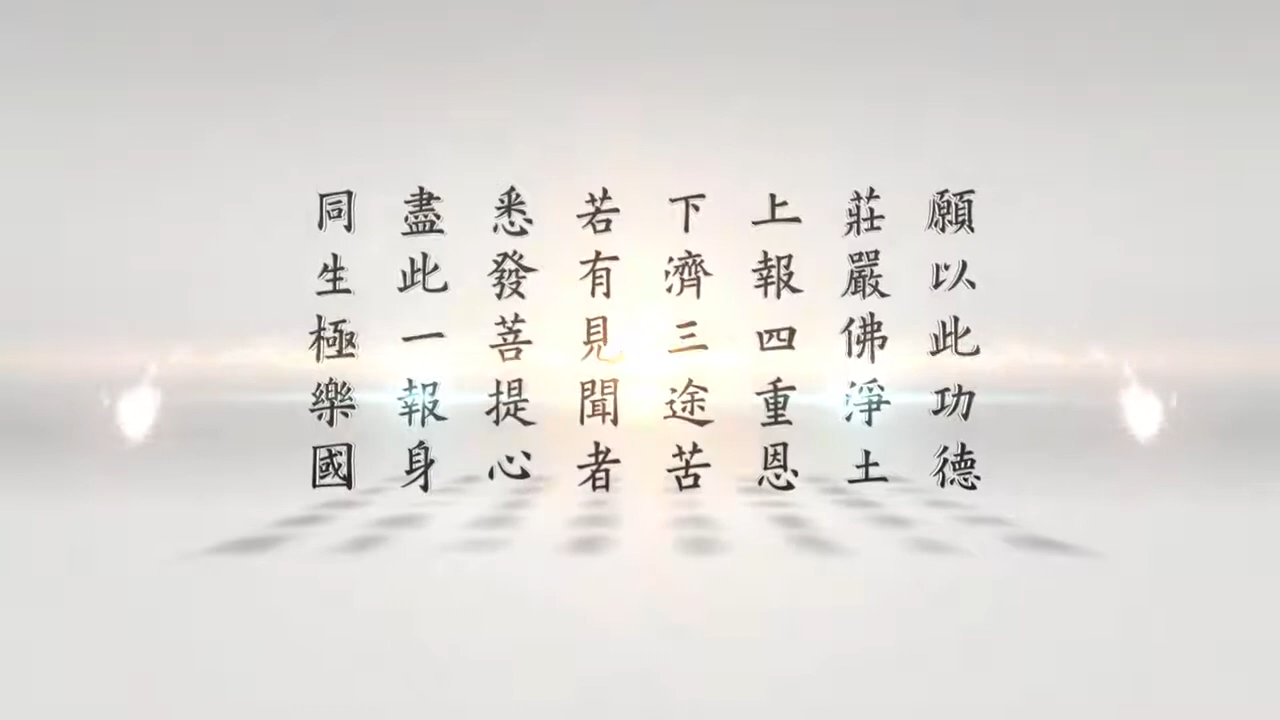 願以此功德
莊嚴佛淨土
上報四重恩
下濟三途苦
若有見聞者
悉發菩提心
盡此一報身
同生極樂國